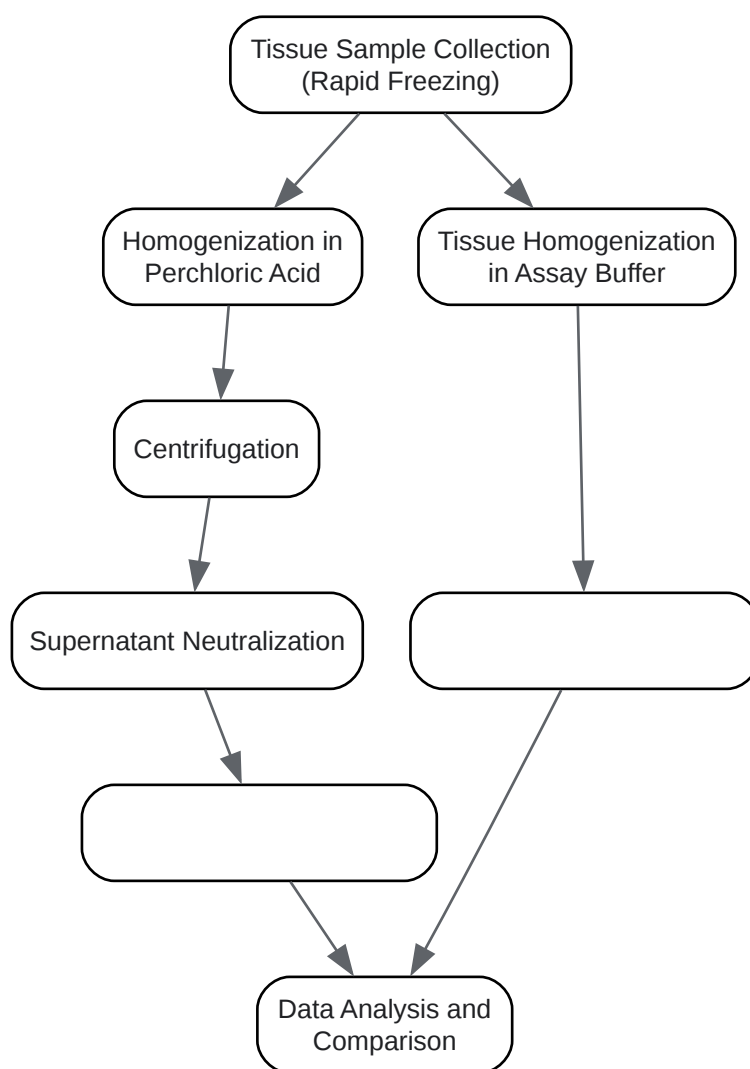 Tissue Sample Collection
(Rapid Freezing)
Homogenization in
Perchloric Acid
Tissue Homogenization
in Assay Buffer
Centrifugation
Supernatant Neutralization
Data Analysis and
Comparison